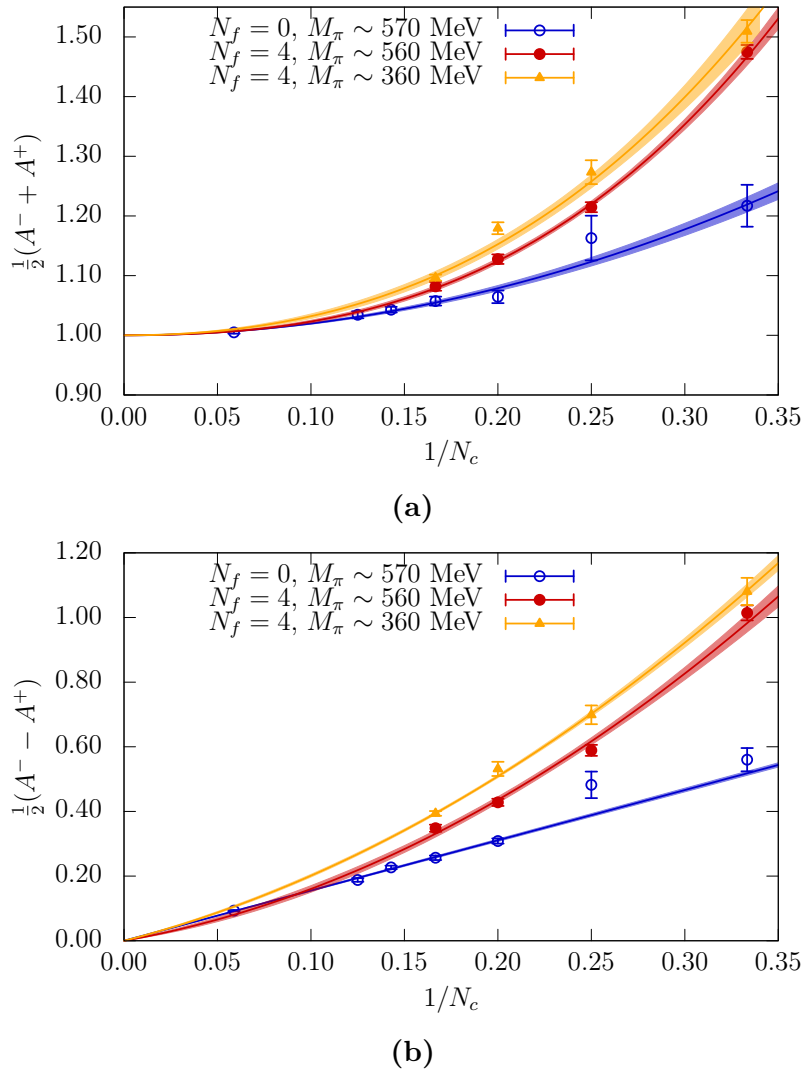 1.50
1.40
1.30
1.20
1.10
1.00
0.90
½(A⁻ + A⁺)
N_f = 0, M_π ∼ 570 MeV
N_f = 4, M_π ∼ 560 MeV
N_f = 4, M_π ∼ 360 MeV
0.00 0.05 0.10 0.15 0.20 0.25 0.30 0.35
1/N_c
(a)
1.20
1.00
0.80
0.60
0.40
0.20
0.00
½(A⁻ − A⁺)
N_f = 0, M_π ∼ 570 MeV
N_f = 4, M_π ∼ 560 MeV
N_f = 4, M_π ∼ 360 MeV
0.00 0.05 0.10 0.15 0.20 0.25 0.30 0.35
1/N_c
(b)